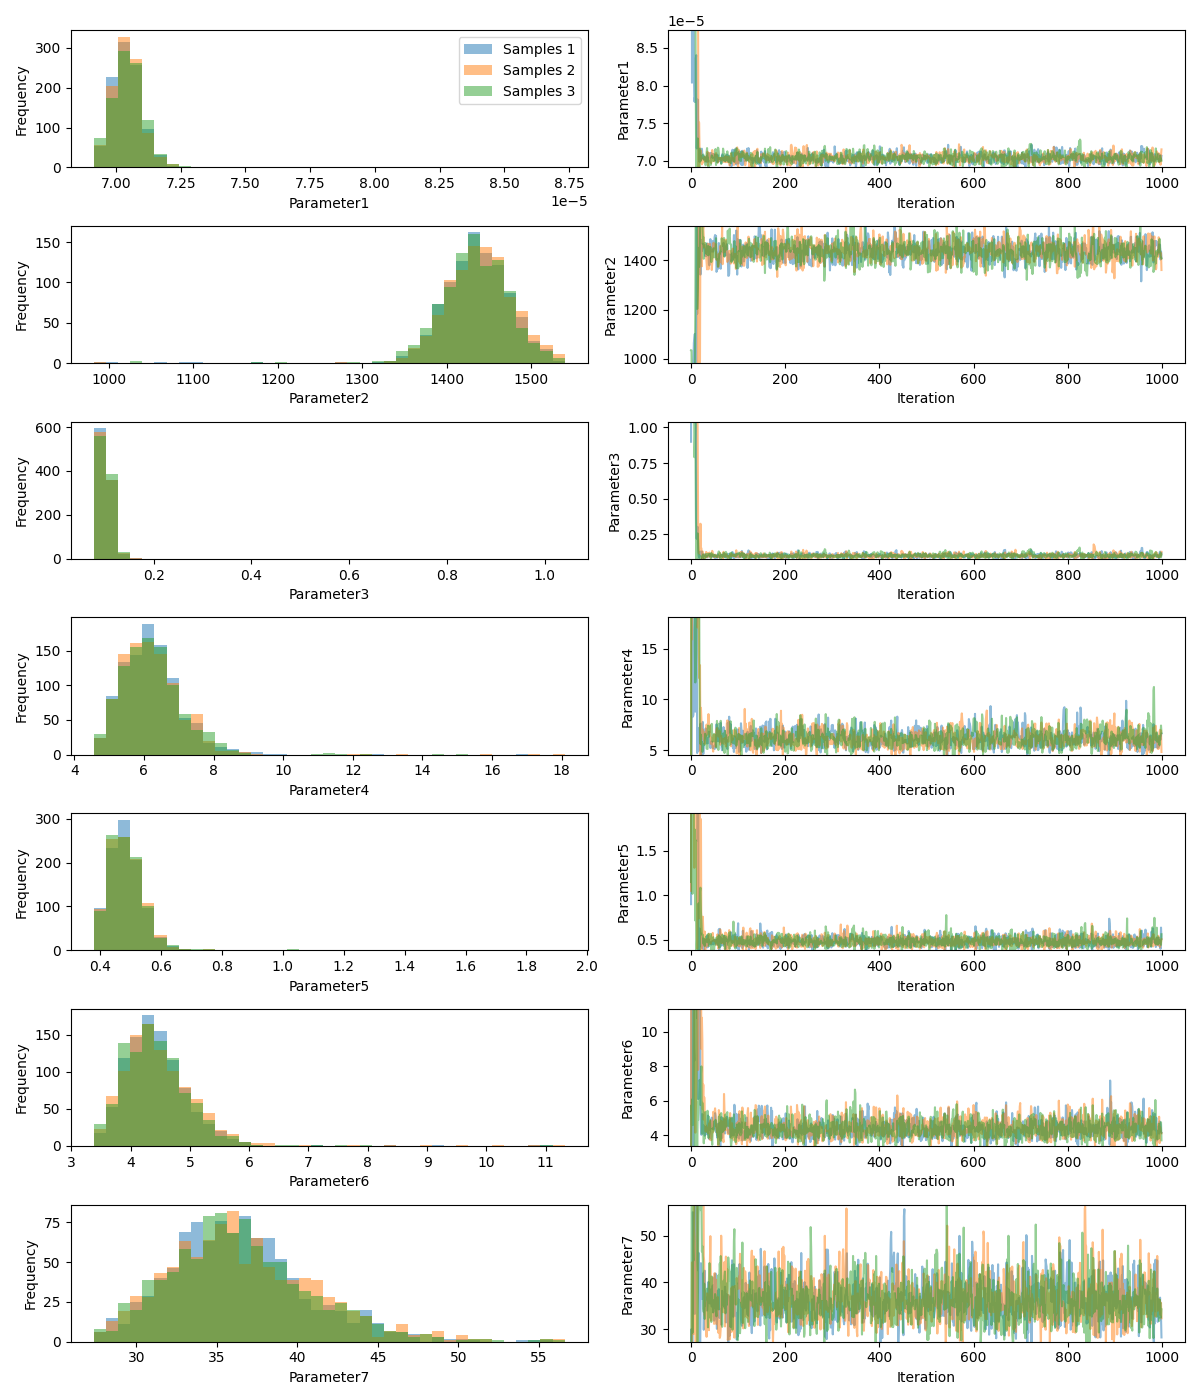 1e−5
300
200
100
0
Frequency
Samples 1
Samples 2
Samples 3
7.00 7.25 7.50 7.75 8.00 8.25 8.50 8.75
1e−5
Parameter1
8.5
8.0
7.5
7.0
Parameter1
0 200 400 600 800 1000
Iteration
150
100
50
0
Frequency
1000 1100 1200 1300 1400 1500
Parameter2
1400
1200
1000
Parameter2
0 200 400 600 800 1000
Iteration
600
400
200
0
Frequency
0.2 0.4 0.6 0.8 1.0
Parameter3
1.00
0.75
0.50
0.25
Parameter3
0 200 400 600 800 1000
Iteration
150
100
50
0
Frequency
4 6 8 10 12 14 16 18
Parameter4
15
10
5
Parameter4
0 200 400 600 800 1000
Iteration
300
200
100
0
Frequency
0.4 0.6 0.8 1.0 1.2 1.4 1.6 1.8 2.0
Parameter5
1.5
1.0
0.5
Parameter5
0 200 400 600 800 1000
Iteration
150
100
50
0
Frequency
3 4 5 6 7 8 9 10 11
Parameter6
10
8
6
4
Parameter6
0 200 400 600 800 1000
Iteration
75
50
25
0
Frequency
30 35 40 45 50 55
Parameter7
50
40
30
Parameter7
0 200 400 600 800 1000
Iteration